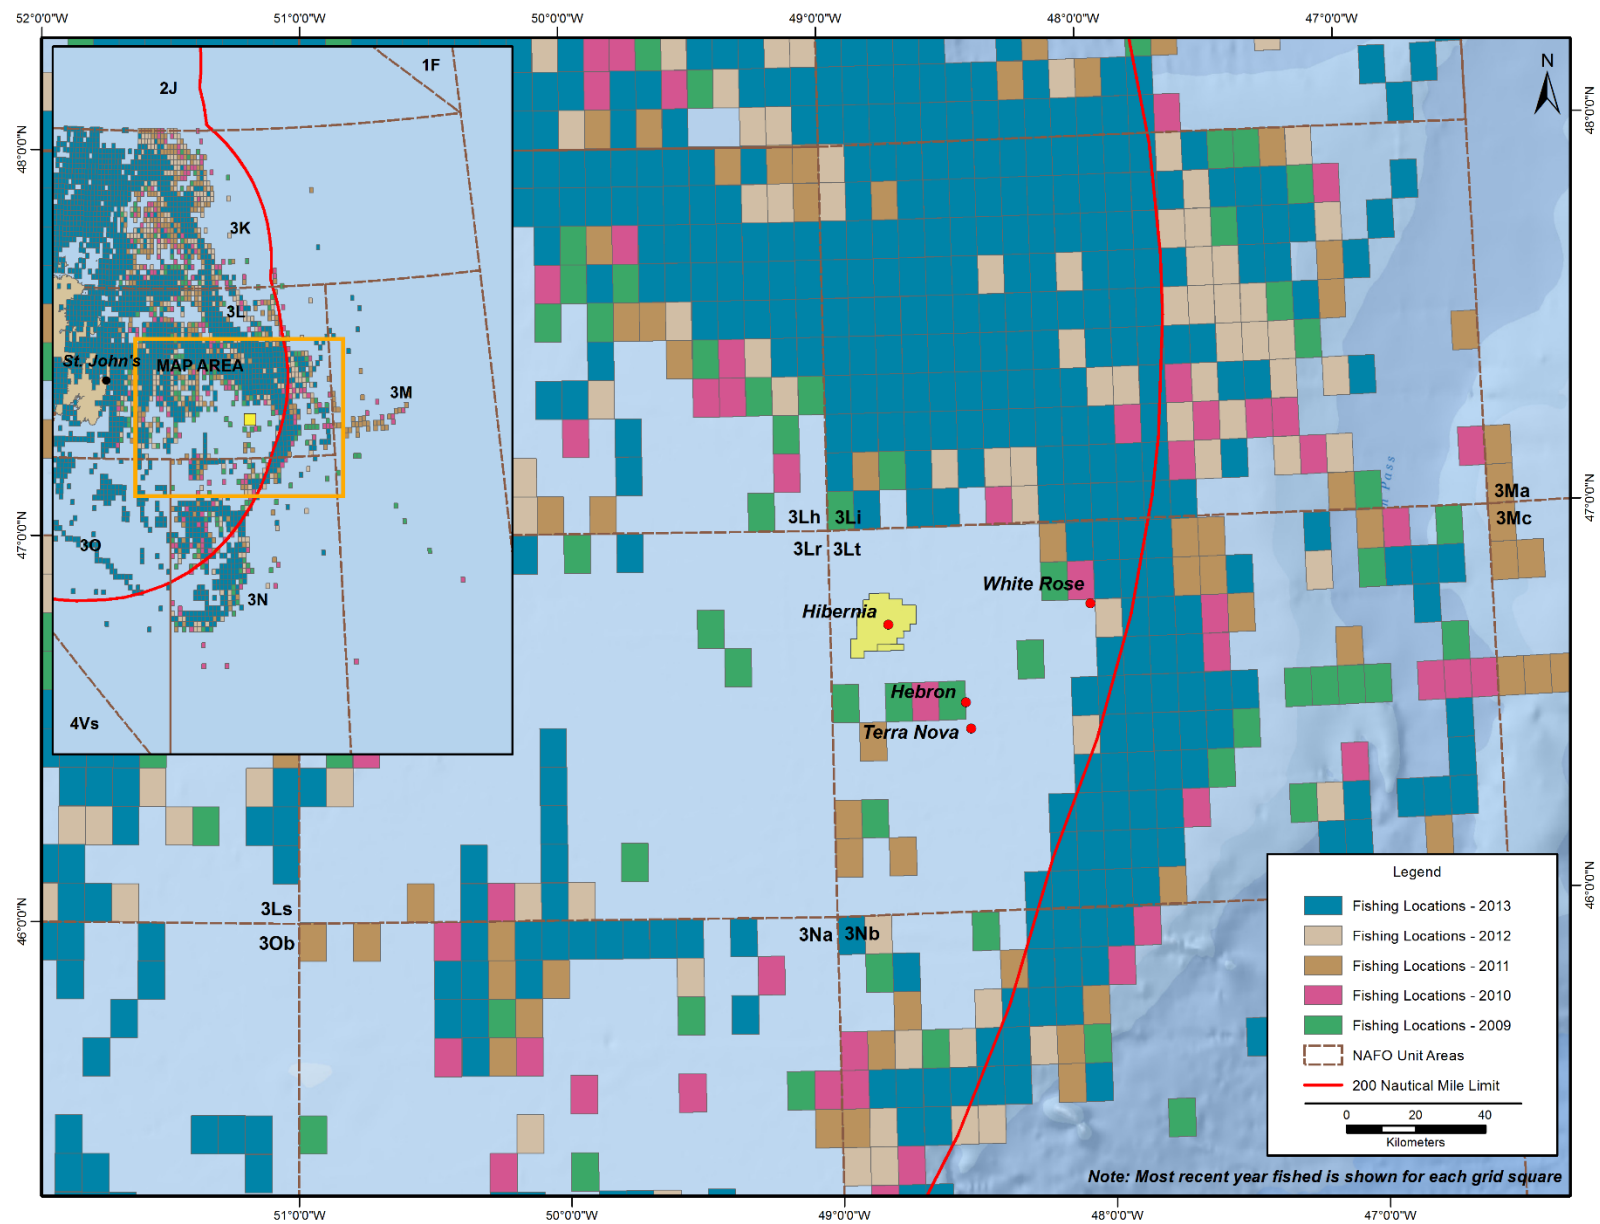 52°0'0"W
51°0'0"W
50°0'0"W
49°0'0"W
48°0'0"W
47°0'0"W
48°0'0"N
48°0'0"N
N
2J
1F
3K
3L
St. John's
MAP AREA
3M
3O
3N
4Vs
47°0'0"N
47°0'0"N
3Lh
3Li
3Lr
3Lt
3Ma
3Mc
Pass
White Rose
Hibernia
Hebron
Terra Nova
3Ls
3Ob
3Na
3Nb
46°0'0"N
46°0'0"N
Legend
Fishing Locations - 2013
Fishing Locations - 2012
Fishing Locations - 2011
Fishing Locations - 2010
Fishing Locations - 2009
NAFO Unit Areas
200 Nautical Mile Limit
0 20 40
Kilometers
Note: Most recent year fished is shown for each grid square
51°0'0"W
50°0'0"W
49°0'0"W
48°0'0"W
47°0'0"W